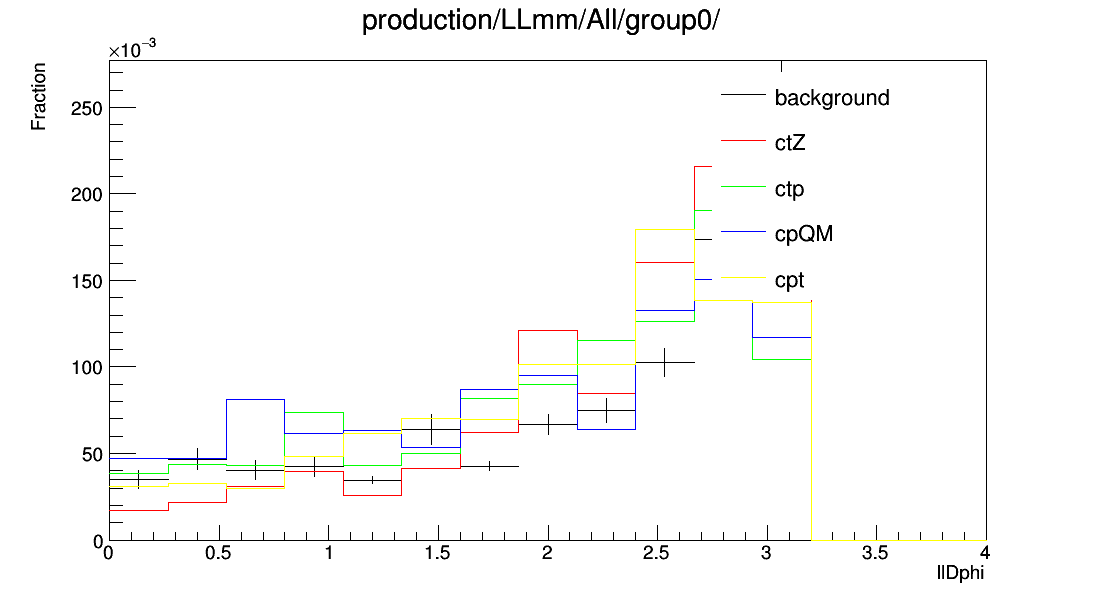 production/LLmm/All/group0/
×10⁻³
Fraction
250
200
150
100
50
0
background
ctZ
ctp
cpQM
cpt
0 0.5 1 1.5 2 2.5 3 3.5 4
llDphi